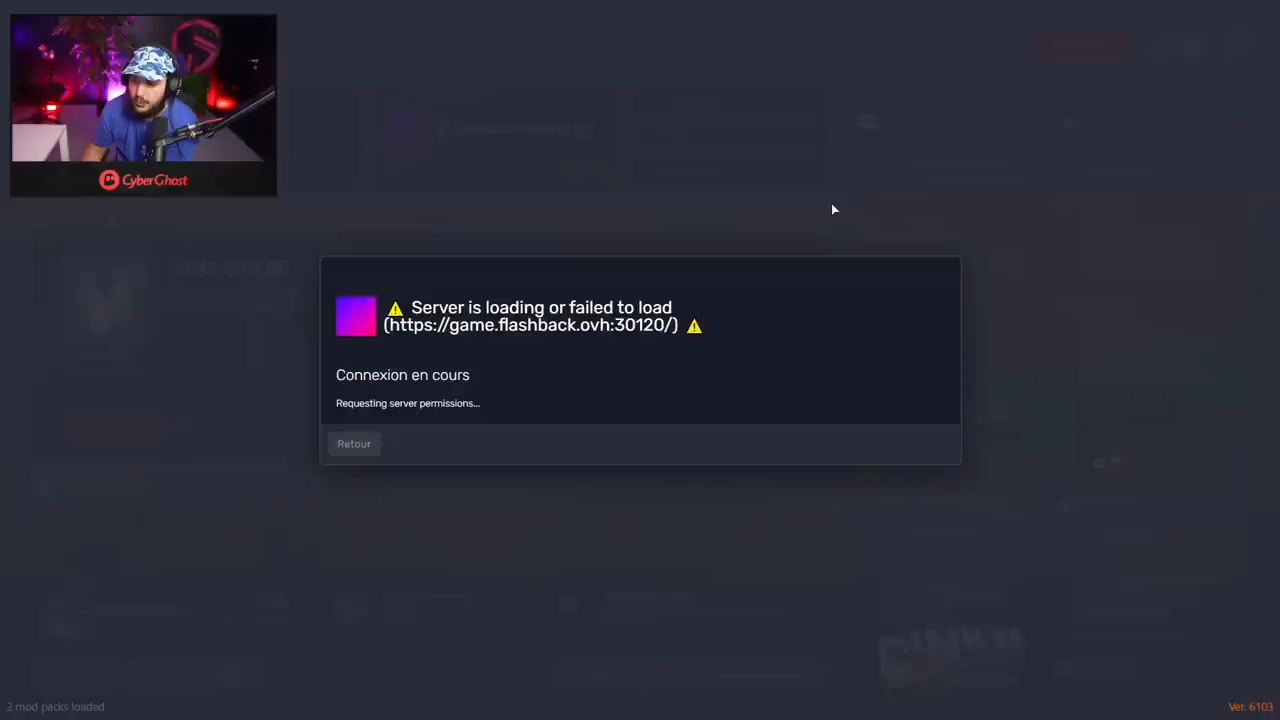 CyberGhost
⚠ Server is loading or failed to load
(https://game.flashback.ovh:30120/) ⚠
Connexion en cours
Requesting server permissions...
Retour
2 mod packs loaded
Ver. 6103